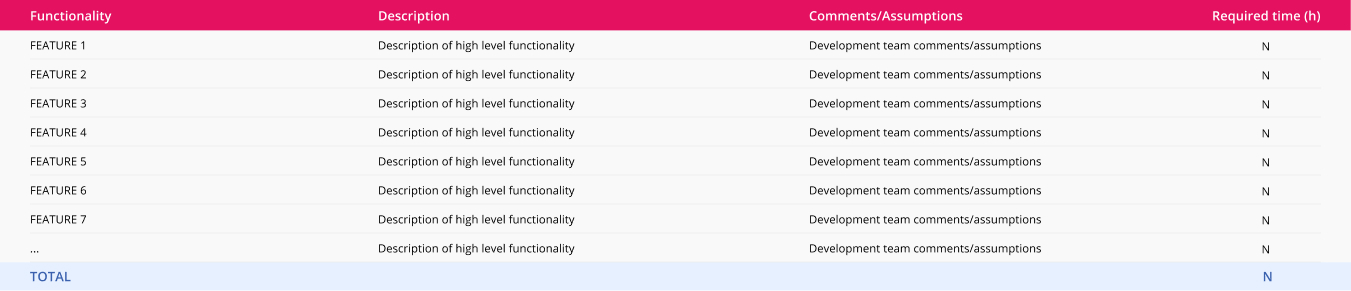 Functionality Description Comments/Assumptions Required time (h)
FEATURE 1 Description of high level functionality Development team comments/assumptions N
FEATURE 2 Description of high level functionality Development team comments/assumptions N
FEATURE 3 Description of high level functionality Development team comments/assumptions N
FEATURE 4 Description of high level functionality Development team comments/assumptions N
FEATURE 5 Description of high level functionality Development team comments/assumptions N
FEATURE 6 Description of high level functionality Development team comments/assumptions N
FEATURE 7 Description of high level functionality Development team comments/assumptions N
... Description of high level functionality Development team comments/assumptions N
TOTAL N